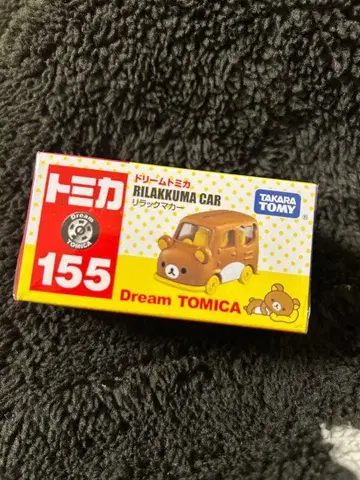 トミカ
Dream
TOMICA
155
ドリームトミカ
RILAKKUMA CAR
リラックマカー
TAKARA
TOMY
Dream TOMICA